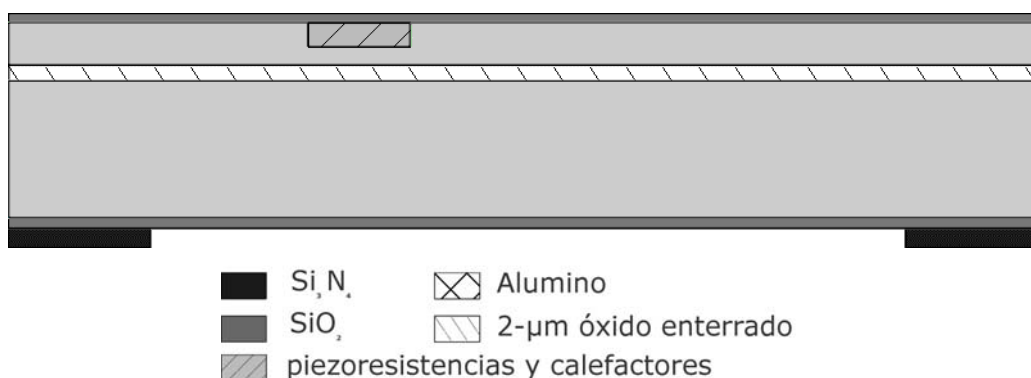 Si₃N₄
Alumino
SiO₂
2-µm óxido enterrado
piezoresistencias y calefactores